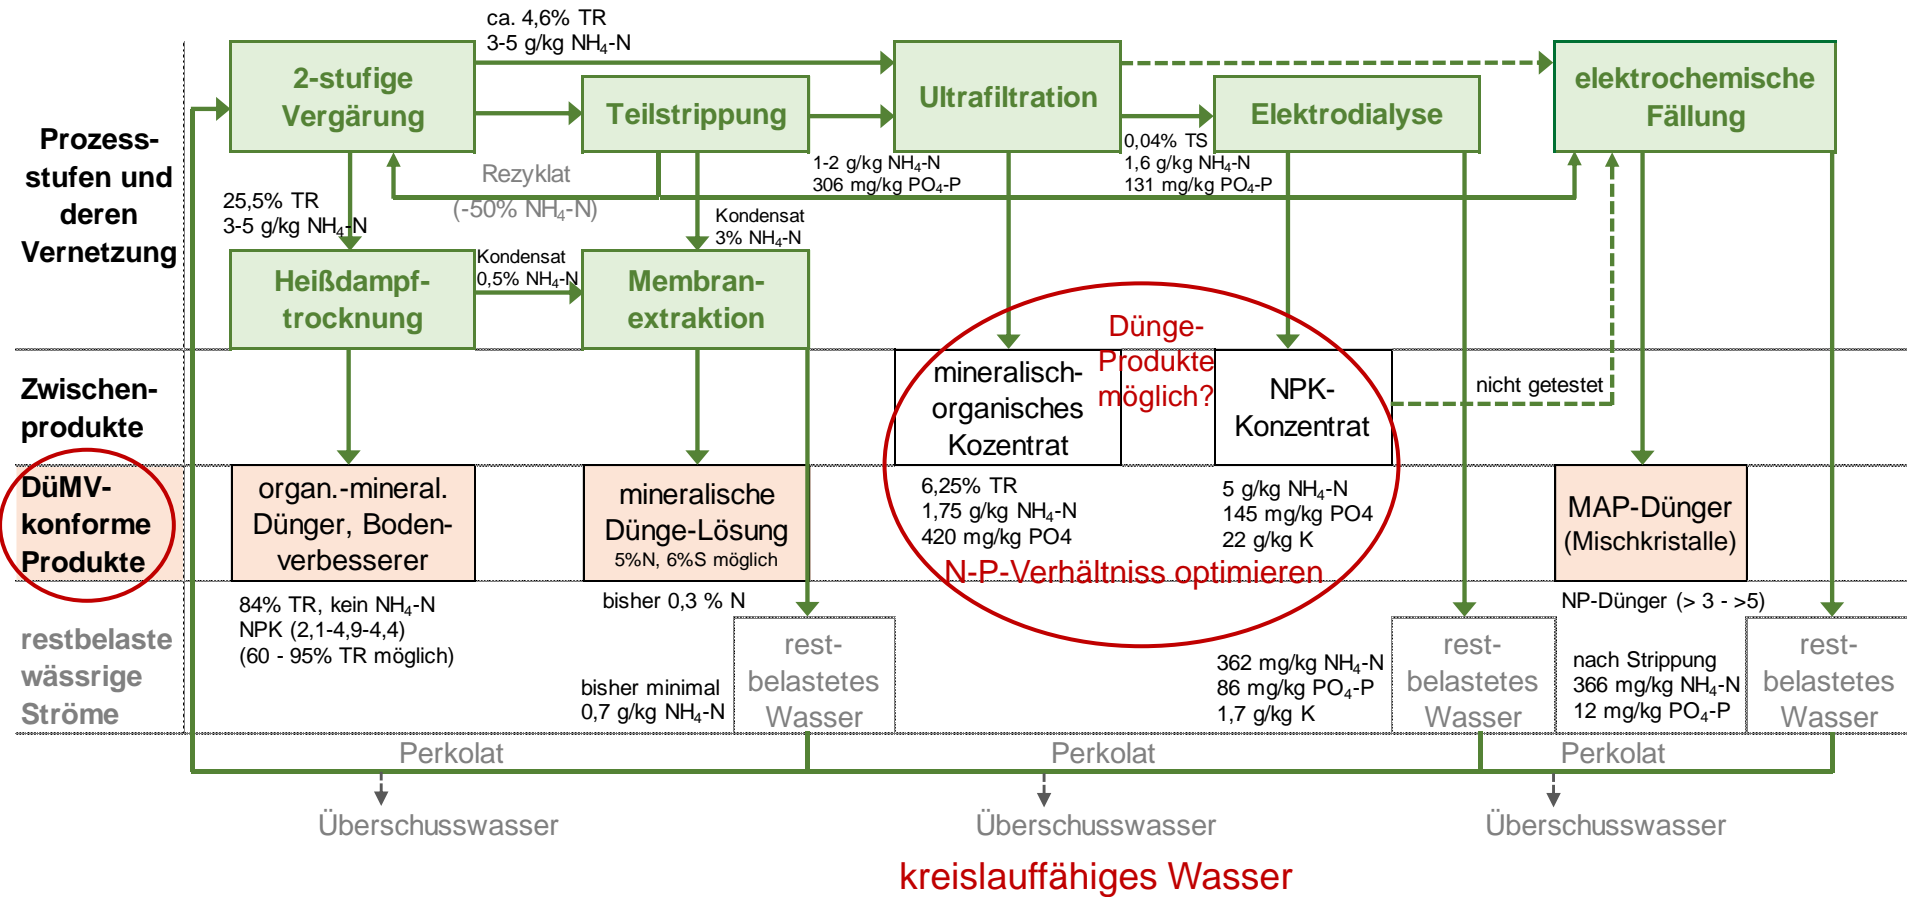 ca. 4,6% TR
3-5 g/kg NH₄-N
2-stufige
Vergärung
Teilstrippung
Ultrafiltration
Elektrodialyse
elektrochemische
Fällung
Prozess-
stufen und
deren
Vernetzung
Rezyklat
(-50% NH₄-N)
1-2 g/kg NH₄-N
306 mg/kg PO₄-P
0,04% TS
1,6 g/kg NH₄-N
131 mg/kg PO₄-P
25,5% TR
3-5 g/kg NH₄-N
Kondensat
3% NH₄-N
Kondensat
0,5% NH₄-N
Heißdampf-
trocknung
Membran-
extraktion
Dünge-
Produkte
möglich?
Zwischen-
produkte
mineralisch-
organisches
Kozentrat
NPK-
Konzentrat
nicht getestet
DüMV-
konforme
Produkte
organ.-mineral.
Dünger, Boden-
verbesserer
mineralische
Dünge-Lösung
5%N, 6%S möglich
6,25% TR
1,75 g/kg NH₄-N
420 mg/kg PO4
5 g/kg NH₄-N
145 mg/kg PO4
22 g/kg K
N-P-Verhältniss optimieren
MAP-Dünger
(Mischkristalle)
84% TR, kein NH₄-N
NPK (2,1-4,9-4,4)
(60 - 95% TR möglich)
bisher 0,3 % N
NP-Dünger (> 3 - >5)
restbelaste
wässrige
Ströme
bisher minimal
0,7 g/kg NH₄-N
rest-
belastetes
Wasser
362 mg/kg NH₄-N
86 mg/kg PO₄-P
1,7 g/kg K
rest-
belastetes
Wasser
nach Strippung
366 mg/kg NH₄-N
12 mg/kg PO₄-P
rest-
belastetes
Wasser
Perkolat
Perkolat
Perkolat
Überschusswasser
Überschusswasser
Überschusswasser
kreislauffähiges Wasser